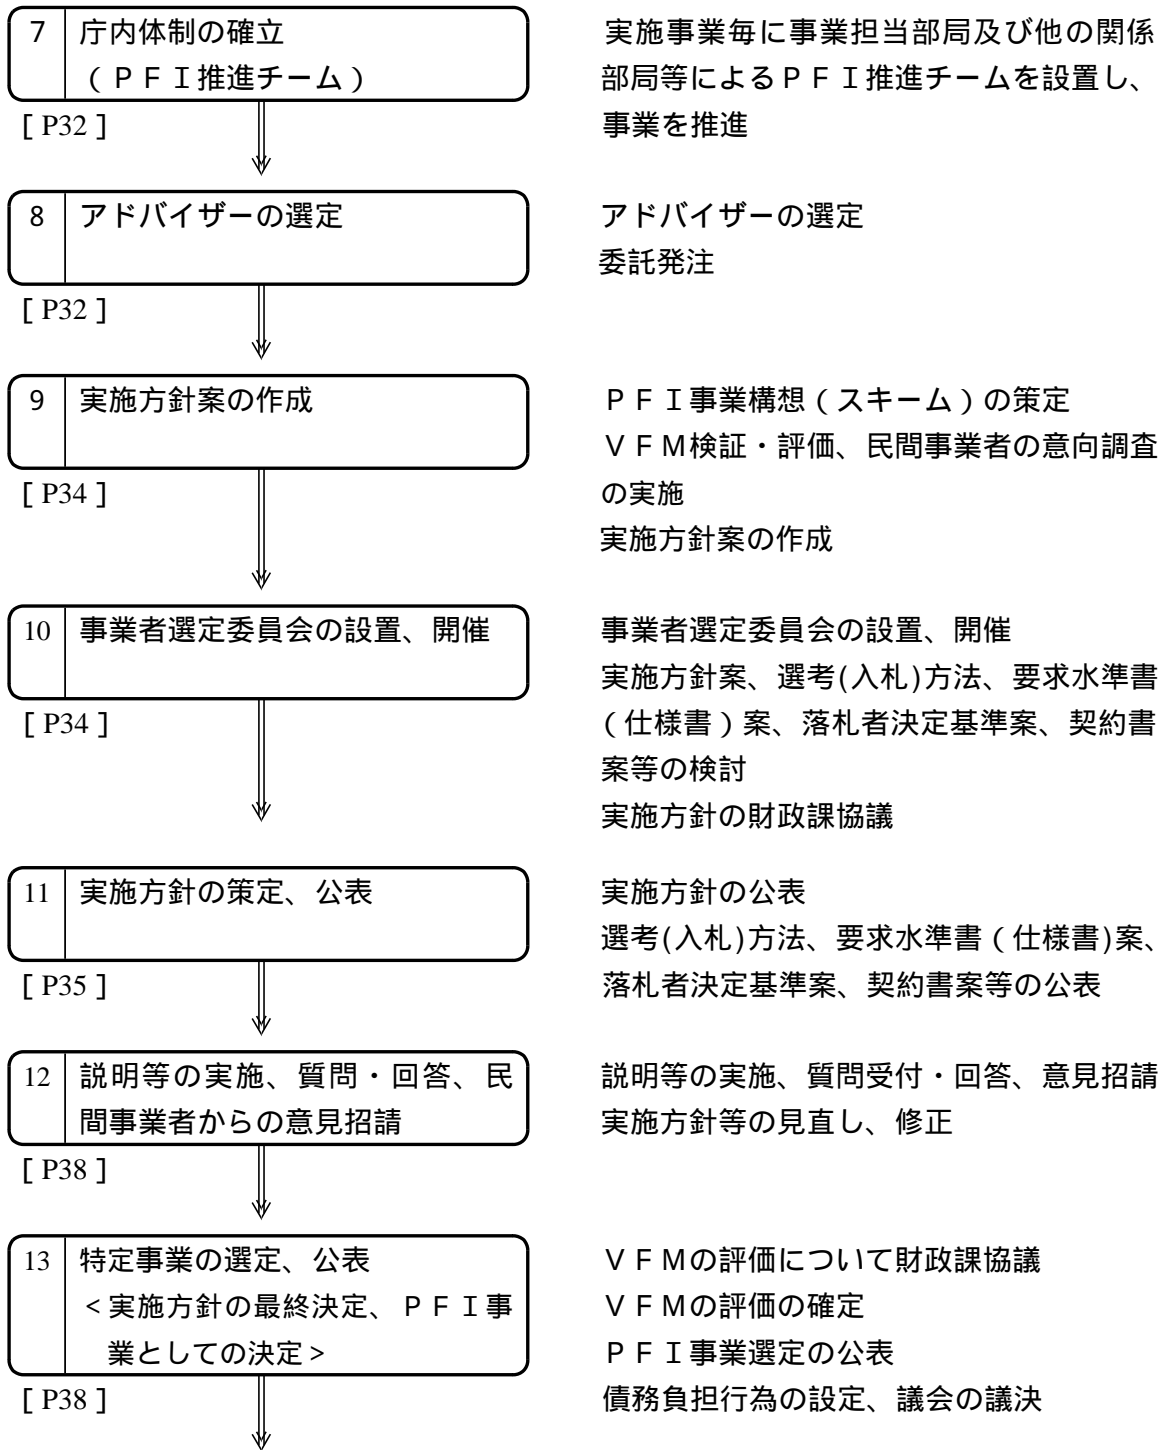 7 庁内体制の確立
（ＰＦＩ推進チーム）
[ P32 ]
実施事業毎に事業担当部局及び他の関係
部局等によるＰＦＩ推進チームを設置し、
事業を推進
8 アドバイザーの選定
[ P32 ]
アドバイザーの選定
委託発注
9 実施方針案の作成
[ P34 ]
ＰＦＩ事業構想（スキーム）の策定
ＶＦＭ検証・評価、民間事業者の意向調査
の実施
実施方針案の作成
10 事業者選定委員会の設置、開催
[ P34 ]
事業者選定委員会の設置、開催
実施方針案、選考(入札)方法、要求水準書
（仕様書）案、落札者決定基準案、契約書
案等の検討
実施方針の財政課協議
11 実施方針の策定、公表
[ P35 ]
実施方針の公表
選考(入札)方法、要求水準書（仕様書)案、
落札者決定基準案、契約書案等の公表
12 説明等の実施、質問・回答、民
間事業者からの意見招請
[ P38 ]
説明等の実施、質問受付・回答、意見招請
実施方針等の見直し、修正
13 特定事業の選定、公表
＜実施方針の最終決定、ＰＦＩ事
業としての決定＞
[ P38 ]
ＶＦＭの評価について財政課協議
ＶＦＭの評価の確定
ＰＦＩ事業選定の公表
債務負担行為の設定、議会の議決